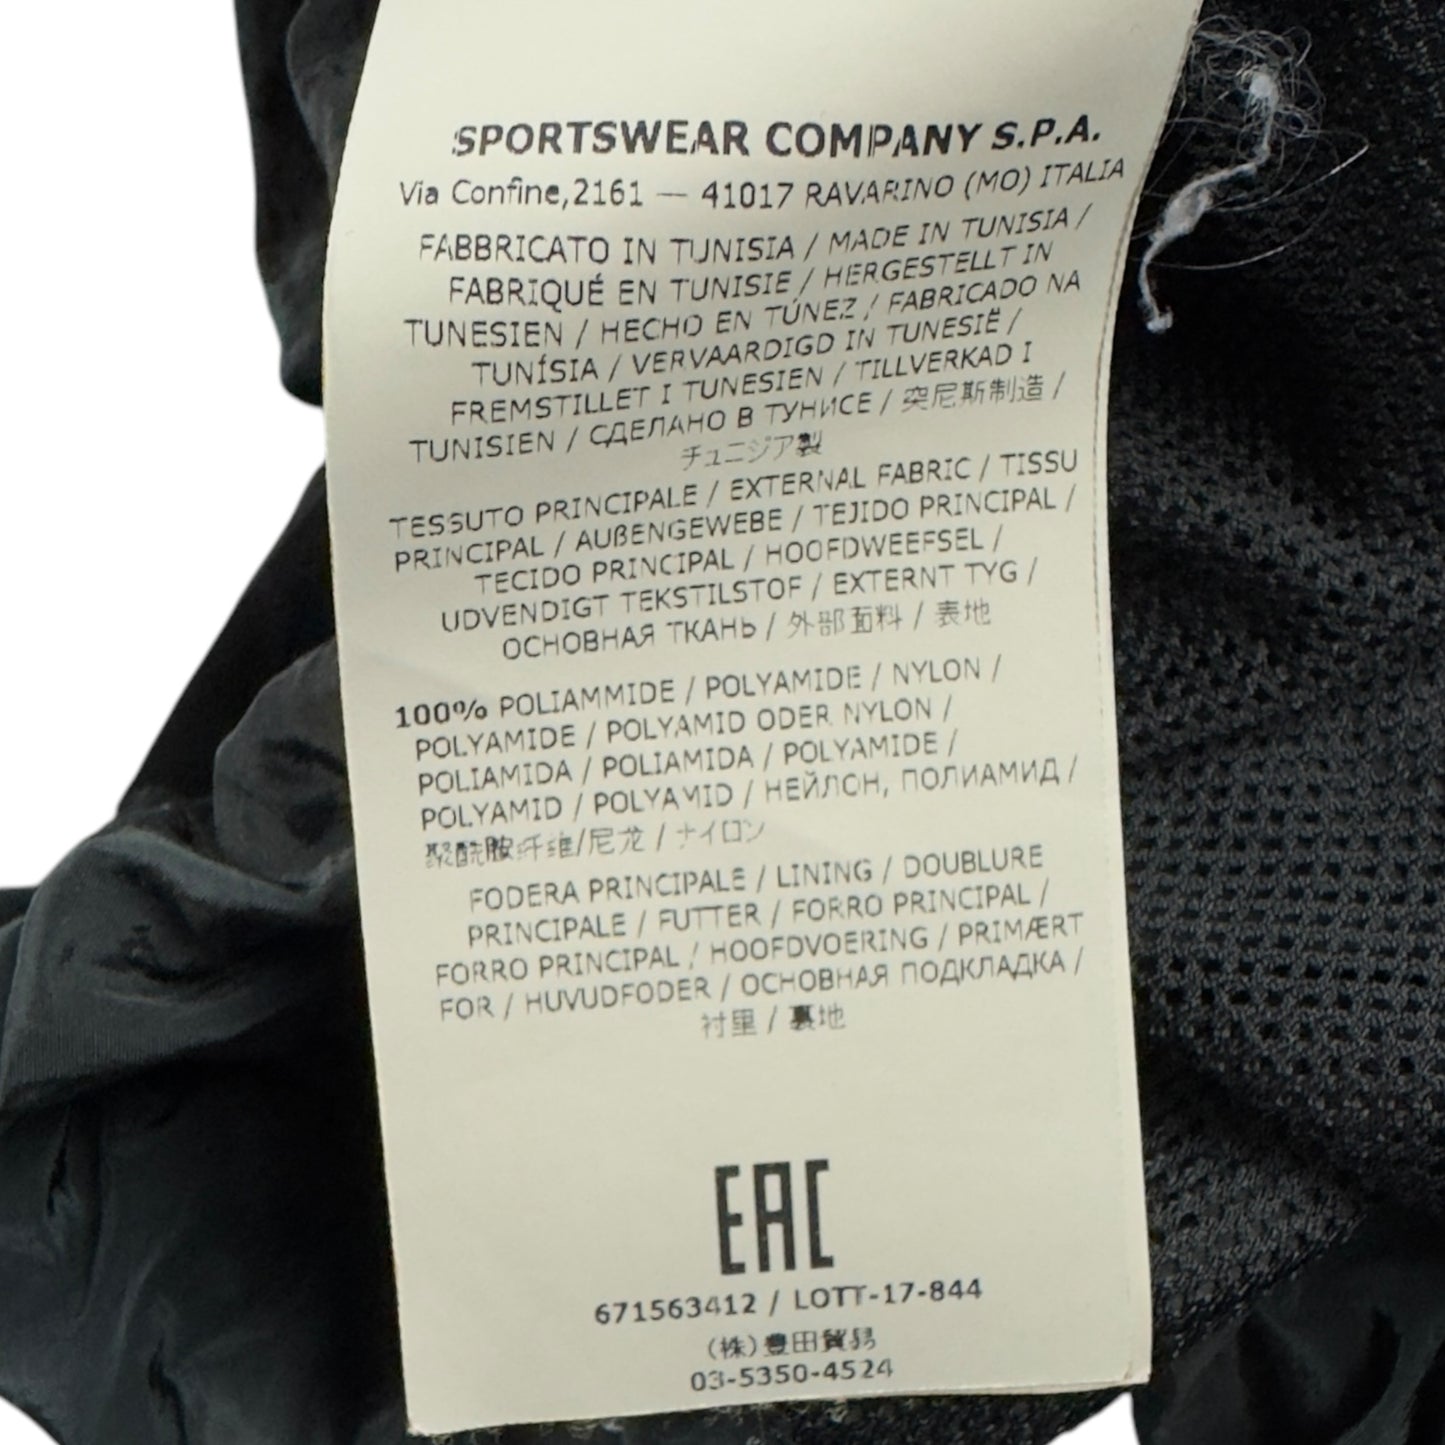 SPORTSWEAR COMPANY S.P.A.
Via Confine,2161 — 41017 RAVARINO (MO) ITALIA
FABBRICATO IN TUNISIA / MADE IN TUNISIA /
FABRIQUÉ EN TUNISIE / HERGESTELLT IN
TUNESIEN / HECHO EN TÚNEZ / FABRICADO NA
TUNÍSIA / VERVAARDIGD IN TUNESIË /
FREMSTILLET I TUNESIEN / TILLVERKAD I
TUNISIEN / СДЕЛАНО В ТУНИСЕ / 突尼斯制造 /
チュニジア製
TESSUTO PRINCIPALE / EXTERNAL FABRIC / TISSU
PRINCIPAL / AUßENGEWEBE / TEJIDO PRINCIPAL /
TECIDO PRINCIPAL / HOOFDWEEFSEL /
UDVENDIGT TEKSTILSTOF / EXTERNT TYG /
ОСНОВНАЯ ТКАНЬ / 外部面料 / 表地
100% POLIAMMIDE / POLYAMIDE / NYLON /
POLYAMIDE / POLYAMID ODER NYLON /
POLIAMIDA / POLIAMIDA / POLYAMIDE /
POLYAMID / POLYAMID / НЕЙЛОН, ПОЛИАМИД /
聚酰胺纤维/尼龙 / ナイロン
FODERA PRINCIPALE / LINING / DOUBLURE
PRINCIPALE / FUTTER / FORRO PRINCIPAL /
FORRO PRINCIPAL / HOOFDVOERING / PRIMÆRT
FOR / HUVUDFODER / ОСНОВНАЯ ПОДКЛАДКА /
衬里 / 裏地
EAC
671563412 / LOTT-17-844
(株)豊田貿易
03-5350-4524